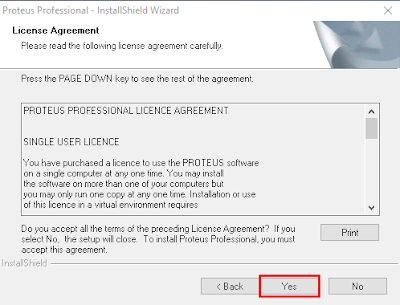 Proteus Professional - InstallShield Wizard
License Agreement
Please read the following license agreement carefully.
Press the PAGE DOWN key to see the rest of the agreement.
PROTEUS PROFESSIONAL LICENCE AGREEMENT
SINGLE USER LICENCE
You have purchased a licence to use the PROTEUS software
on a single computer at any one time. You may install
the software on more than one of your computers but
you may only run one copy at any one time. Installation or use
of this licence in a virtual environment requires
Do you accept all the terms of the preceding License Agreement? If you
select No, the setup will close. To install Proteus Professional, you must
accept this agreement.
Print
InstallShield
< Back
Yes
No